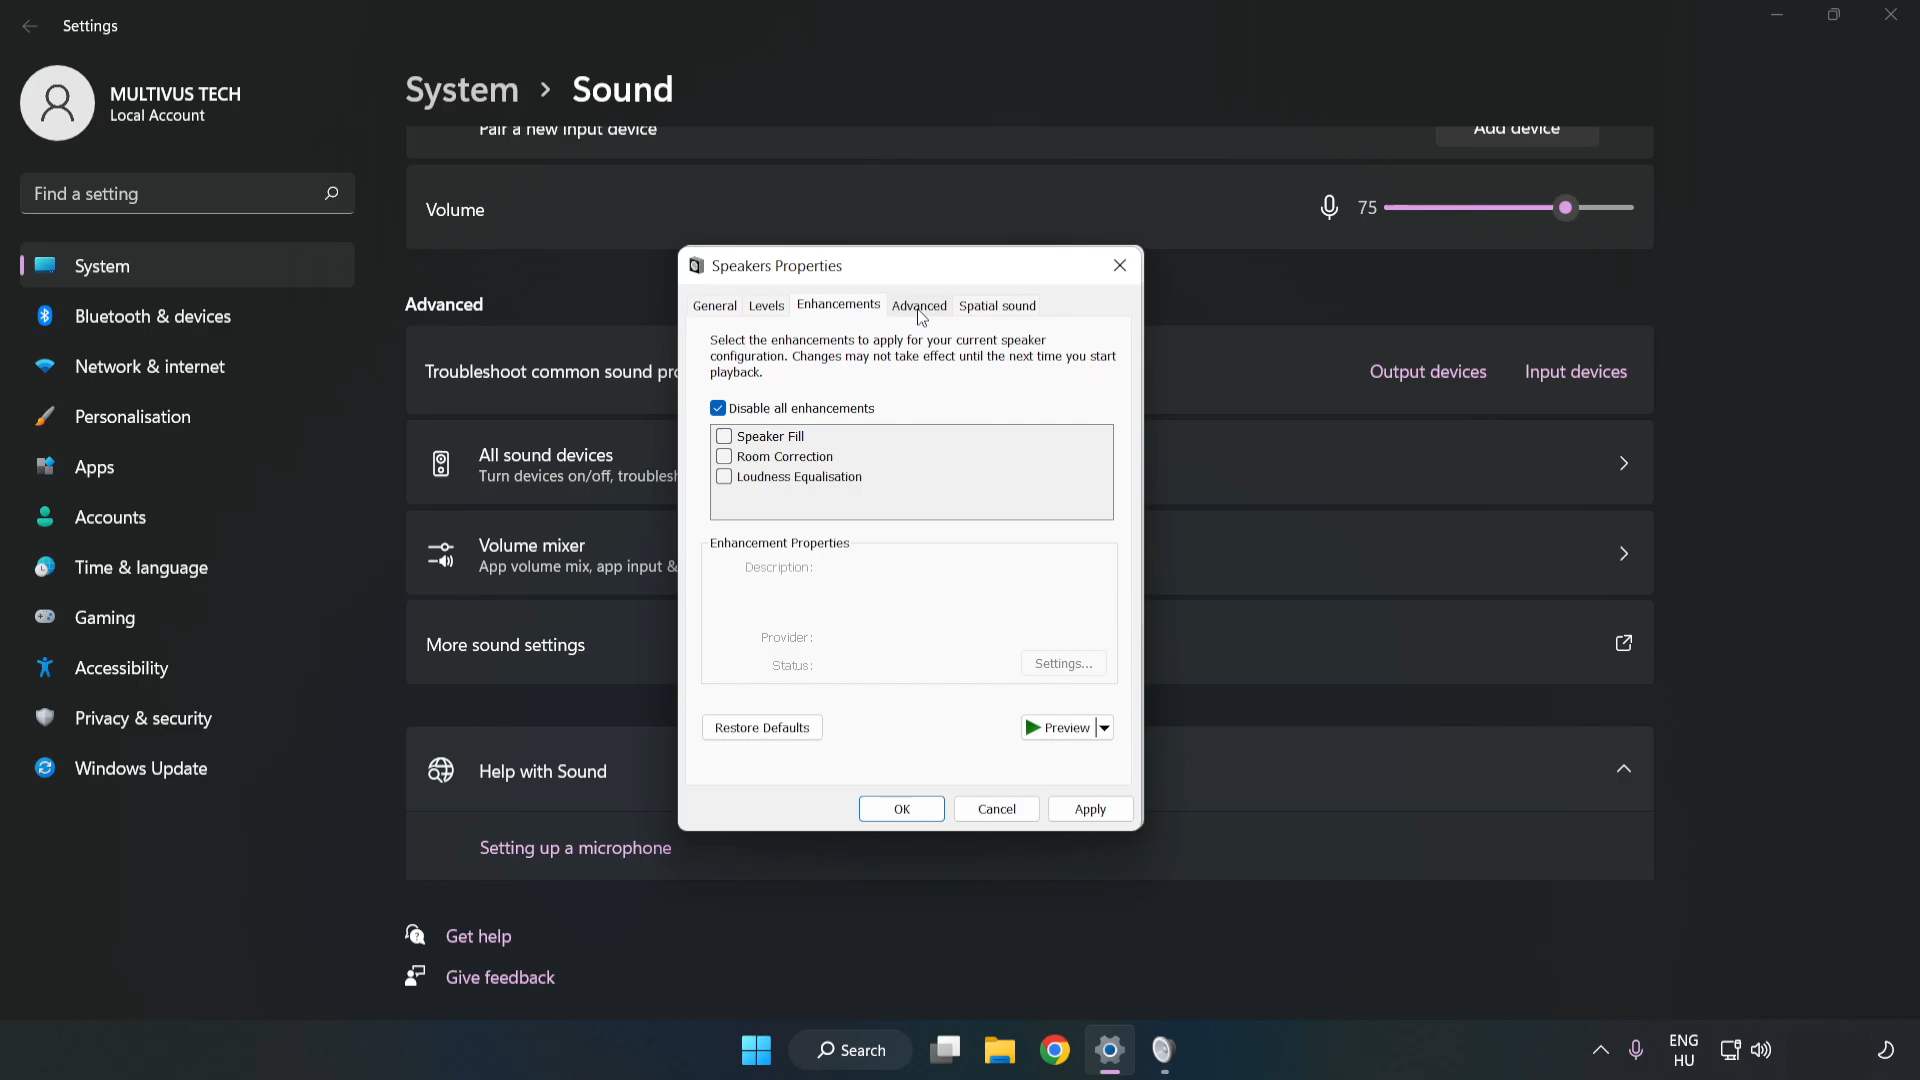 Settings
MULTIVUS TECH
Local Account
Find a setting
System
Bluetooth & devices
Network & internet
Personalisation
Apps
Accounts
Time & language
Gaming
Accessibility
Privacy & security
Windows Update
System > Sound
Pair a new input device
Add device
Volume
75
Advanced
Troubleshoot common sound pro
Output devices
Input devices
All sound devices
Turn devices on/off, troublesh
Volume mixer
App volume mix, app input &
More sound settings
Help with Sound
Setting up a microphone
Get help
Give feedback
Speakers Properties
General
Levels
Enhancements
Advanced
Spatial sound
Select the enhancements to apply for your current speaker
configuration. Changes may not take effect until the next time you start
playback.
Disable all enhancements
Speaker Fill
Room Correction
Loudness Equalisation
Enhancement Properties
Description:
Provider:
Status:
Settings...
Restore Defaults
Preview
OK
Cancel
Apply
Search
ENG
HU